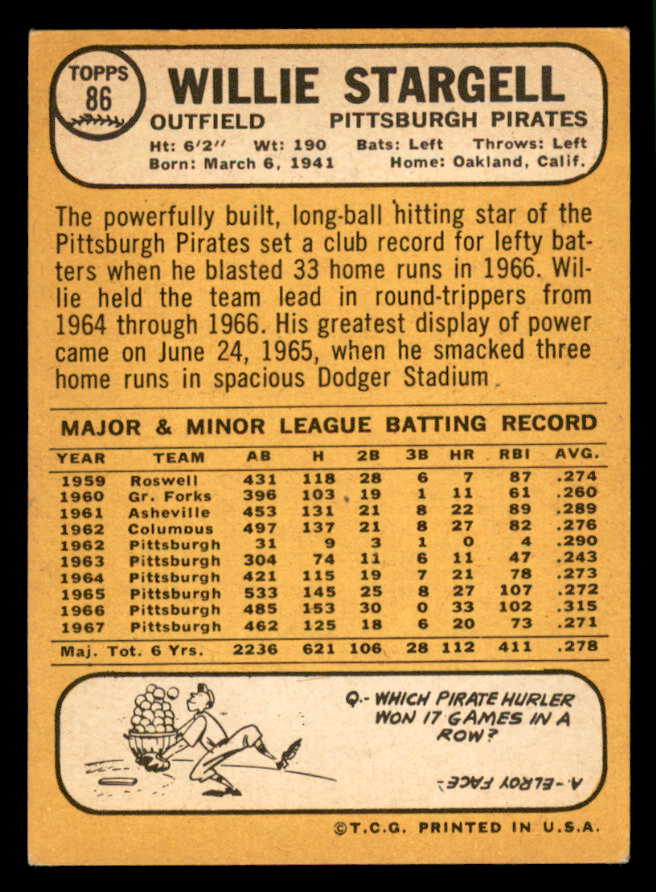 TOPPS
86
WILLIE STARGELL
OUTFIELD PITTSBURGH PIRATES
Ht: 6'2" Wt: 190 Bats: Left Throws: Left
Born: March 6, 1941 Home: Oakland, Calif.
The powerfully built, long-ball hitting star of the
Pittsburgh Pirates set a club record for lefty bat-
ters when he blasted 33 home runs in 1966. Wil-
lie held the team lead in round-trippers from
1964 through 1966. His greatest display of power
came on June 24, 1965, when he smacked three
home runs in spacious Dodger Stadium.
MAJOR & MINOR LEAGUE BATTING RECORD
YEAR TEAM AB H 2B 3B HR RBI AVG.
1959 Roswell 431 118 28 6 7 87 .274
1960 Gr. Forks 396 103 19 1 11 61 .260
1961 Asheville 453 131 21 8 22 89 .289
1962 Columbus 497 137 21 8 27 82 .276
1962 Pittsburgh 31 9 3 1 0 4 .290
1963 Pittsburgh 304 74 11 6 11 47 .243
1964 Pittsburgh 421 115 19 7 21 78 .273
1965 Pittsburgh 533 145 25 8 27 107 .272
1966 Pittsburgh 485 153 30 0 33 102 .315
1967 Pittsburgh 462 125 18 6 20 73 .271
Maj. Tot. 6 Yrs. 2236 621 106 28 112 411 .278
Q.- WHICH PIRATE HURLER
WON 17 GAMES IN A
ROW?
A.- ELROY FACE
©T.C.G. PRINTED IN U.S.A.